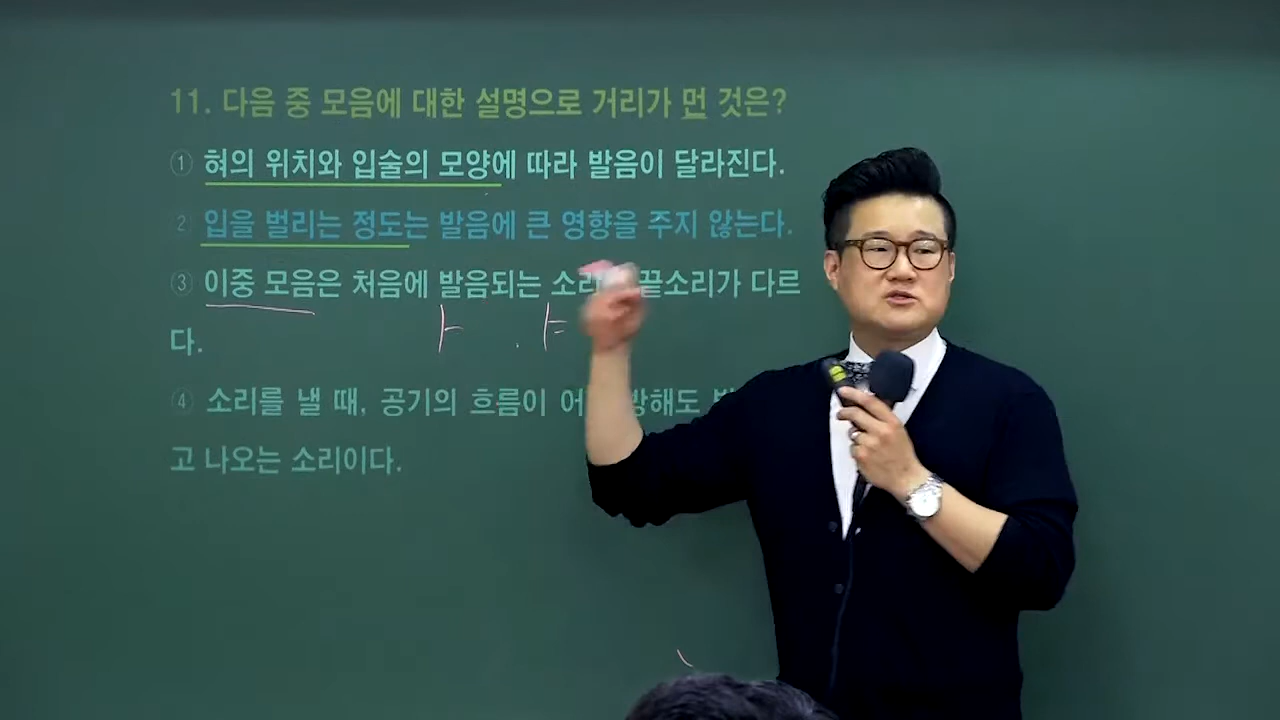 11. 다음 중 모음에 대한 설명으로 거리가 먼 것은?
① 혀의 위치와 입술의 모양에 따라 발음이 달라진다.
② 입을 벌리는 정도는 발음에 큰 영향을 주지 않는다.
③ 이중 모음은 처음에 발음되는 끝소리가 다르
다.
ㅏ . ㅑ
④ 소리를 낼 때, 공기의 흐름이
고 나오는 소리이다.